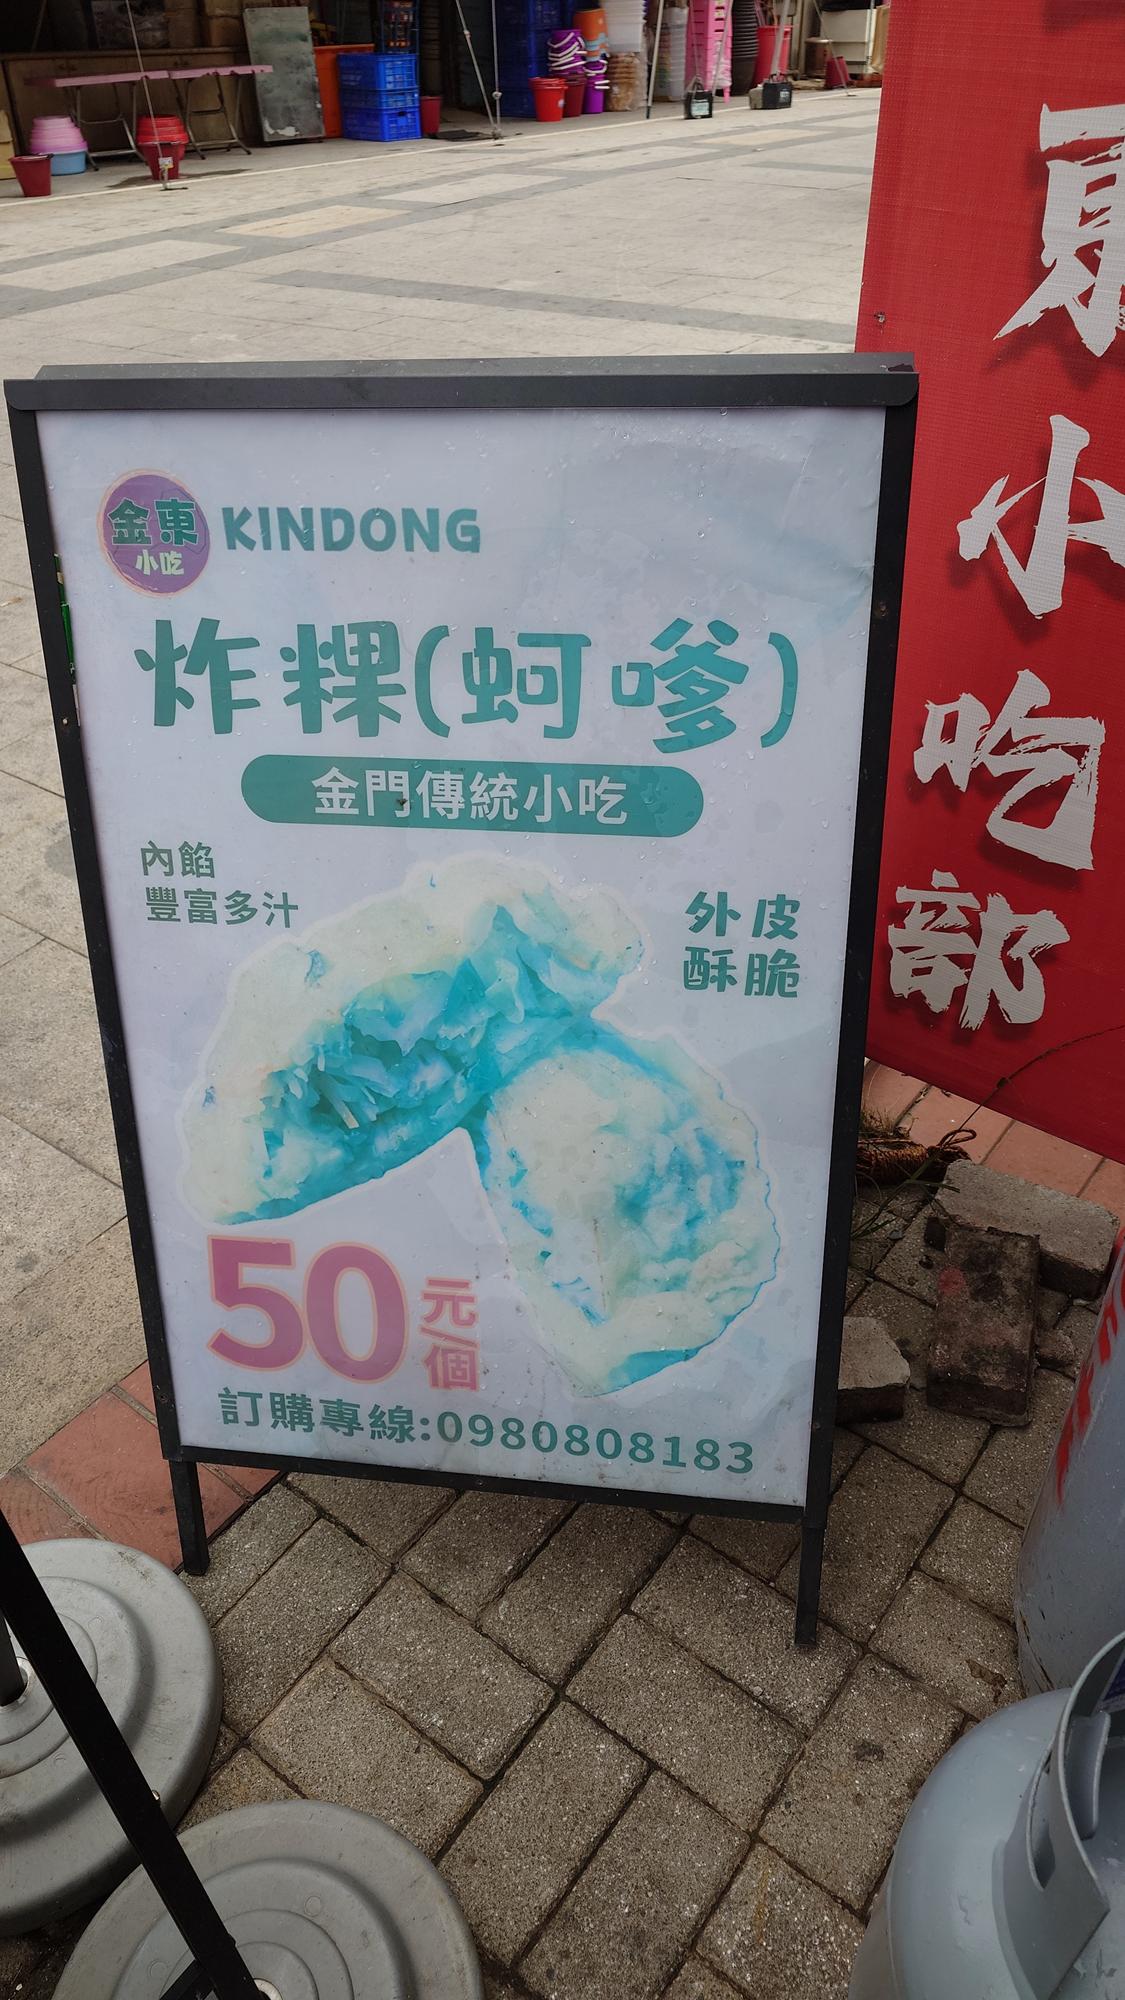 金東
小吃
KINDONG
炸粿(蚵嗲)
金門傳統小吃
內餡
豐富多汁
外皮
酥脆
50元/個
訂購專線:0980808183
東小吃部